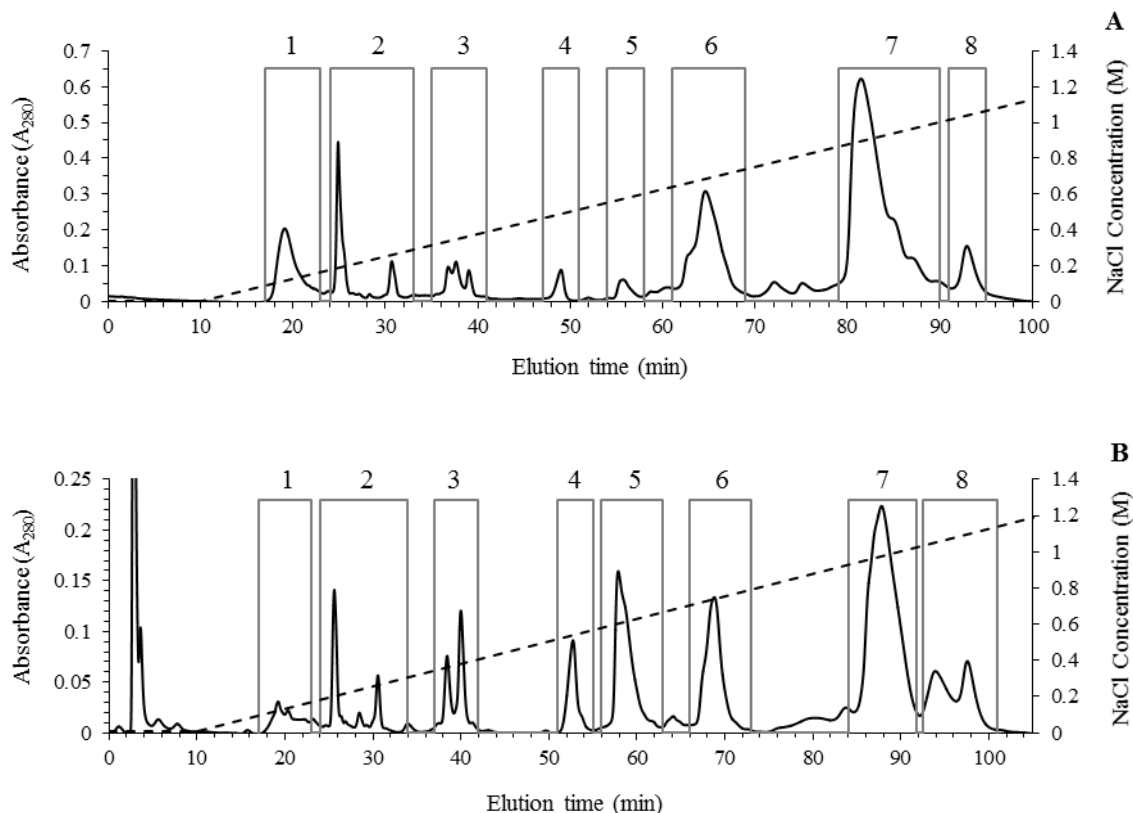 A
1 2 3 4 5 6 7 8
0.7 1.4
0.6 1.2
0.5 1
0.4 0.8
0.3 0.6
0.2 0.4
0.1 0.2
0 0
Absorbance (A280)
NaCl Concentration (M)
0 10 20 30 40 50 60 70 80 90 100
Elution time (min)
B
1 2 3 4 5 6 7 8
0.25 1.4
1.2
0.2
1
0.15
0.8
0.6
0.1
0.4
0.05
0.2
0 0
Absorbance (A280)
NaCl Concentration (M)
0 10 20 30 40 50 60 70 80 90 100
Elution time (min)